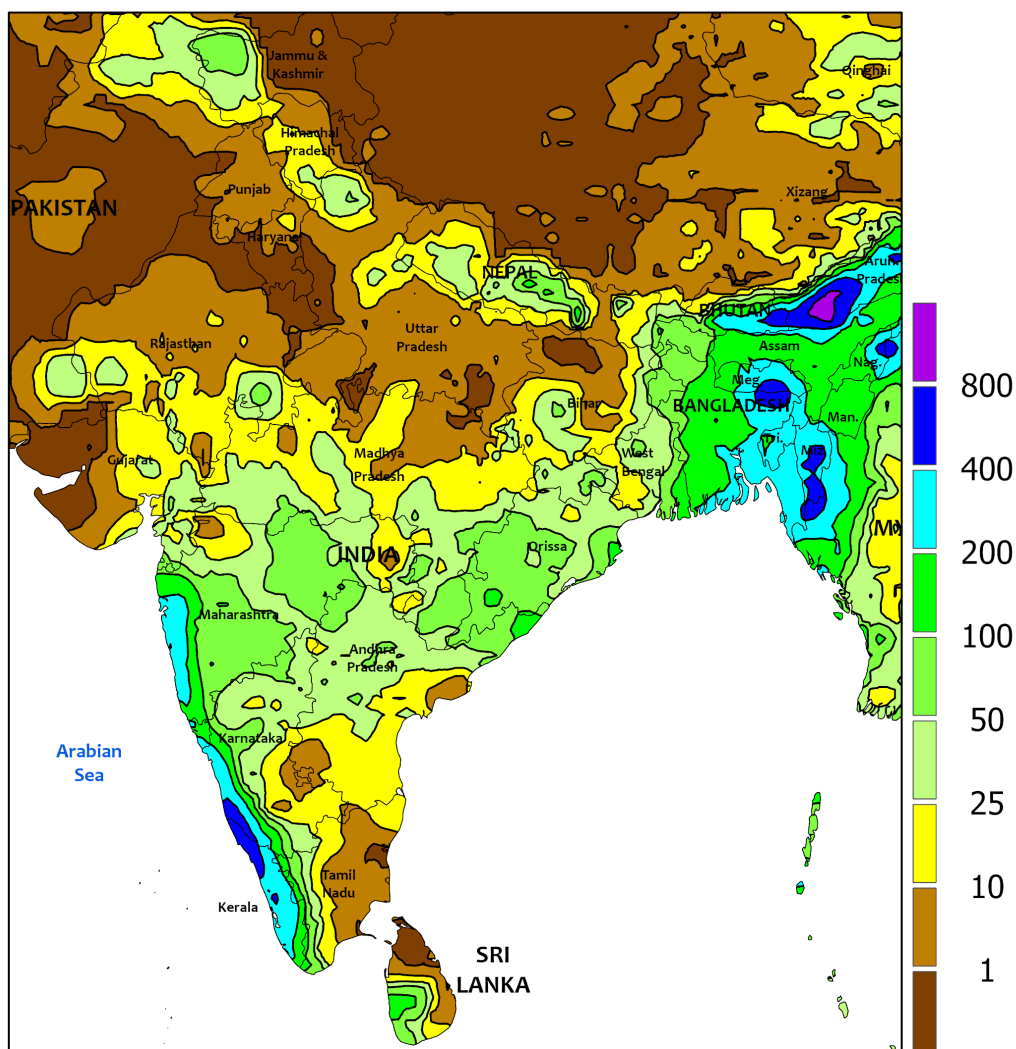 Jammu &
Kashmir
Qinghai
Himachal
Pradesh
Punjab
Xizang
PAKISTAN
Haryana
NEPAL
Arun
Pradesh
BHUTAN
Uttar
Pradesh
Rajasthan
Assam
Nag.
Meg.
800
Bihar
BANGLADESH
Man.
Tri.
Gujarat
Madhya
Pradesh
West
Bengal
Miz.
400
INDIA
Orissa
200
Maharashtra
100
Andhra
Pradesh
Karnataka
50
Arabian
Sea
25
Tamil
Nadu
10
Kerala
SRI
LANKA
1